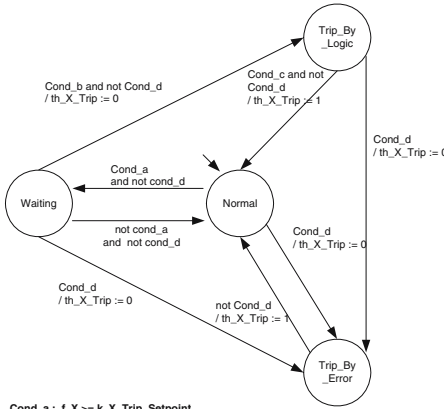 Trip_By
_Logic
Cond_b and not Cond_d
/ th_X_Trip := 0
Cond_c and not
Cond_d
/ th_X_Trip := 1
Cond_d
/ th_X_Trip := 0
Cond_a
and not cond_d
Waiting
Normal
not cond_a
and not cond_d
Cond_d
/ th_X_Trip := 0
Cond_d
/ th_X_Trip := 0
not Cond_d
/ th_X_Trip := 1
Trip_By
_Error
Cond_a : f_X >= k_X_Trip_Setpoint